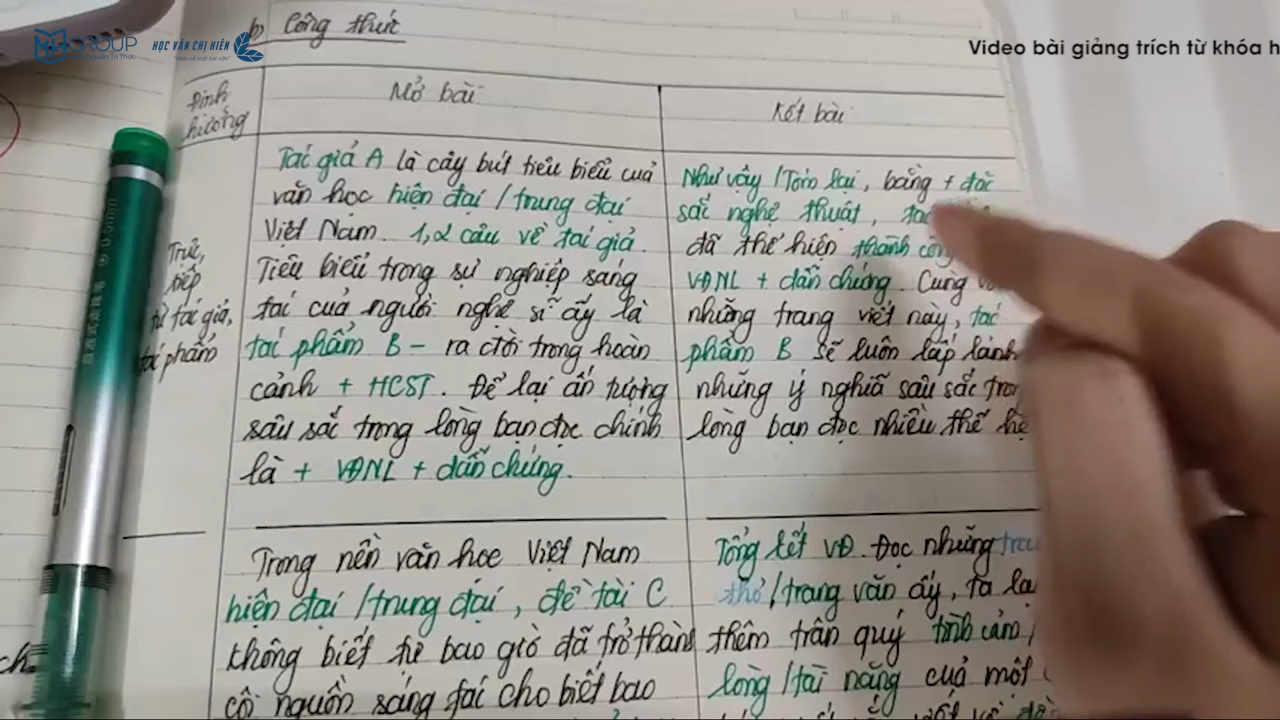 MH GROUP
HỌC VĂN CHỊ HIÊN
Video bài giảng trích từ khóa h
b) Công thức
Định hướng
Mở bài
Kết bài
Trực tiếp từ tác giả, tác phẩm
Tác giả A là cây bút tiêu biểu của
văn học hiện đại / trung đại
Việt Nam. 1,2 câu về tác giả.
Tiêu biểu trong sự nghiệp sáng
tác của người nghệ sĩ ấy là
tác phẩm B – ra đời trong hoàn
cảnh + HCST. Để lại ấn tượng
sâu sắc trong lòng bạn đọc chính
là + VĐNL + dẫn chứng.
Như vậy / Tóm lại, bằng + đặc
sắc nghệ thuật,
đã thể hiện thành công
VĐNL + dẫn chứng. Cùng
những trang viết này, tác
phẩm B sẽ luôn lấp lánh
những ý nghĩa sâu sắc
lòng bạn đọc nhiều thế hệ
Trong nền văn học Việt Nam
hiện đại / trung đại, đề tài C
không biết tự bao giờ đã trở thành
cội nguồn sáng tác cho biết bao
Tổng kết VĐ. Đọc những
thơ / trang văn ấy, ta
thêm trân quý tình cảm /
lòng / tài năng của một